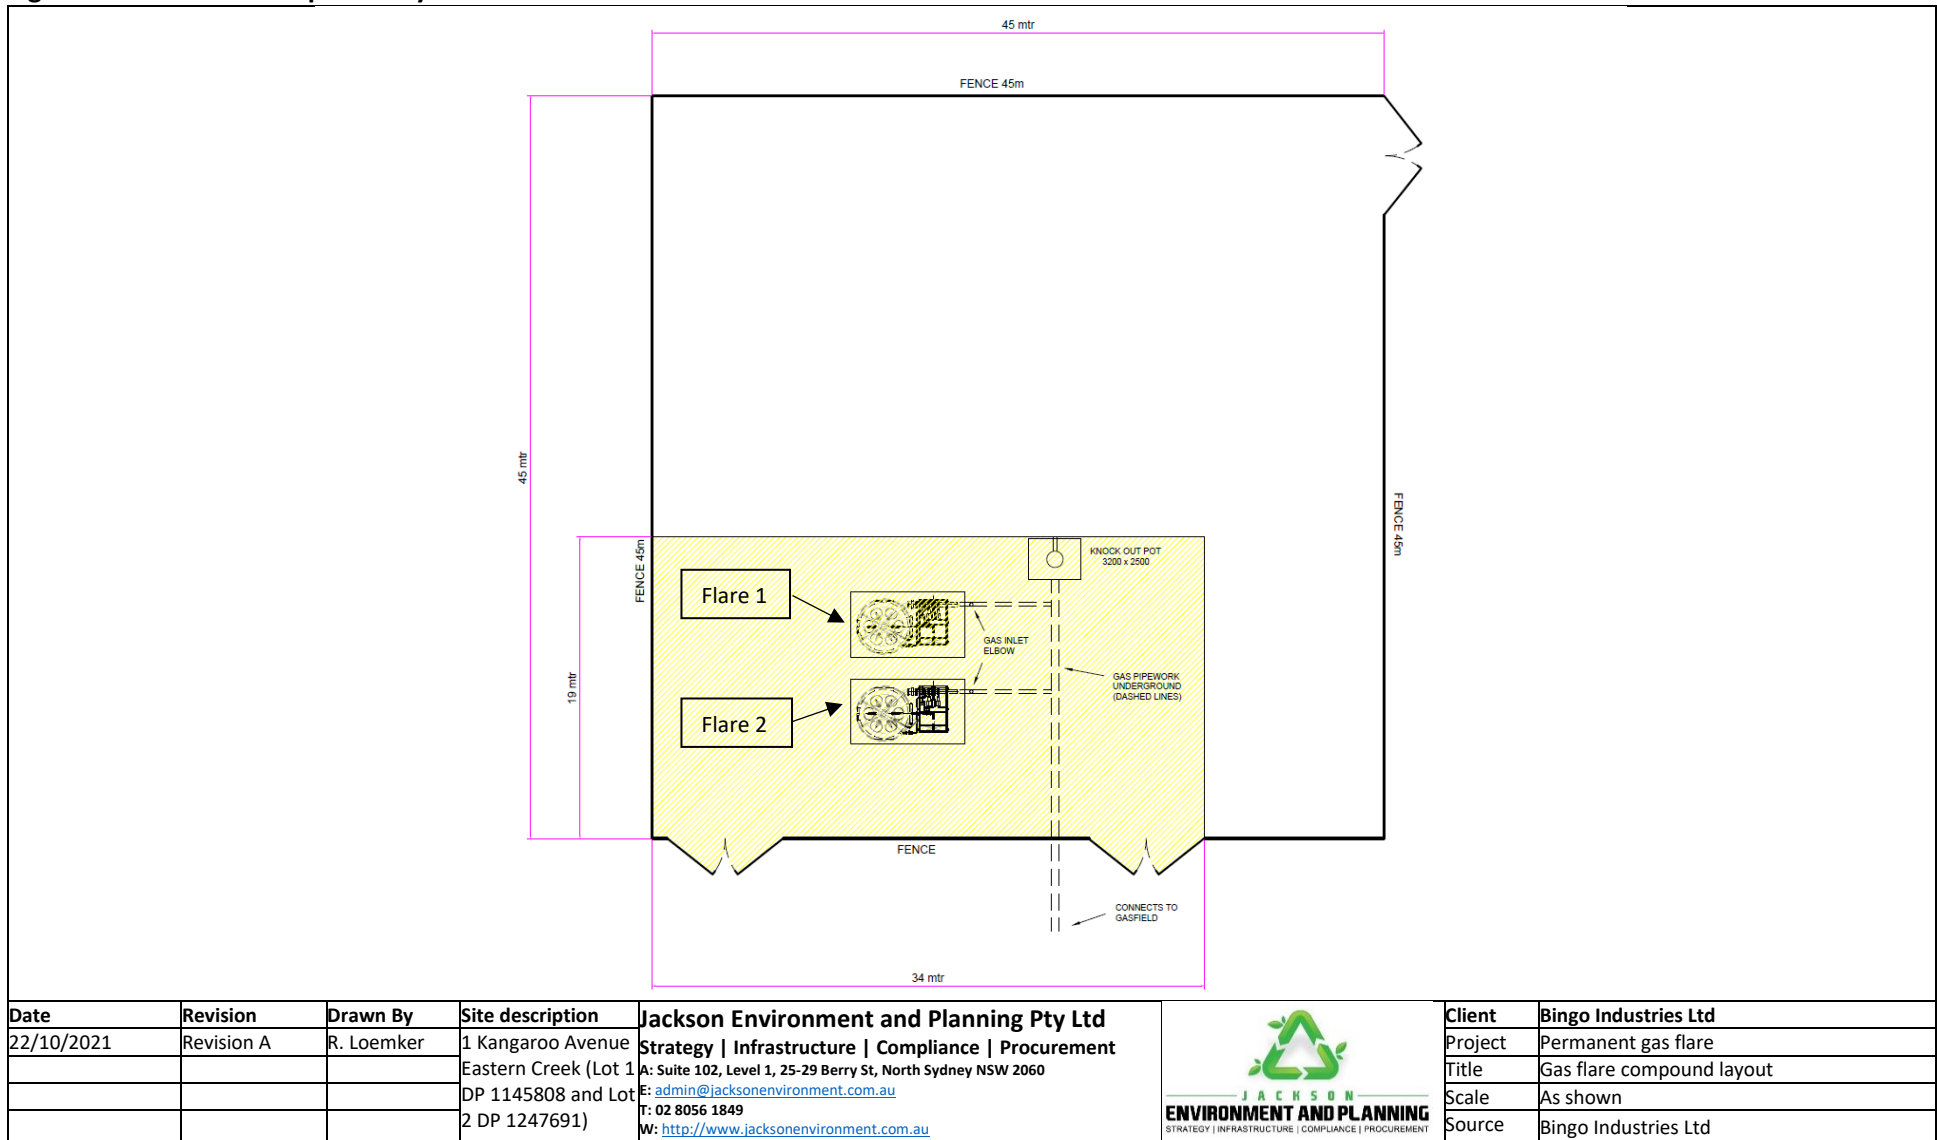 45 mtr
FENCE 45m
45 mtr
FENCE 45m
FENCE 45m
19 mtr
KNOCK OUT POT
3200 x 2500
Flare 1
GAS INLET
ELBOW
GAS PIPEWORK
UNDERGROUND
(DASHED LINES)
Flare 2
FENCE
CONNECTS TO
GASFIELD
34 mtr
Date Revision Drawn By Site description
22/10/2021 Revision A R. Loemker 1 Kangaroo Avenue
Eastern Creek (Lot 1
DP 1145808 and Lot
2 DP 1247691)
Jackson Environment and Planning Pty Ltd
Strategy | Infrastructure | Compliance | Procurement
A: Suite 102, Level 1, 25-29 Berry St, North Sydney NSW 2060
E: admin@jacksonenvironment.com.au
T: 02 8056 1849
W: http://www.jacksonenvironment.com.au
JACKSON
ENVIRONMENT AND PLANNING
STRATEGY | INFRASTRUCTURE | COMPLIANCE | PROCUREMENT
Client Bingo Industries Ltd
Project Permanent gas flare
Title Gas flare compound layout
Scale As shown
Source Bingo Industries Ltd